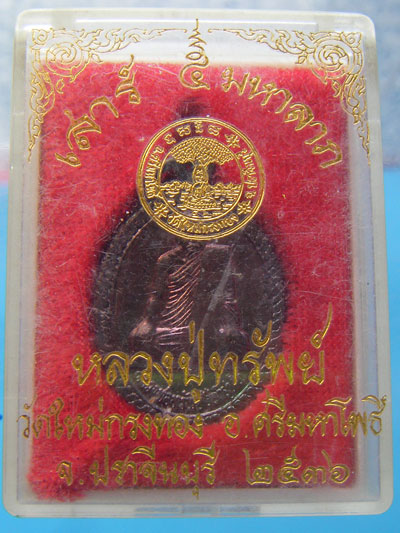 เสาร์ ๕ มหาลาภ
หลวงปู่ทรัพย์
วัดใหม่กรงทอง อ.ศรีมหาโพธิ์
จ.ปราจีนบุรี ๒๕๓๖